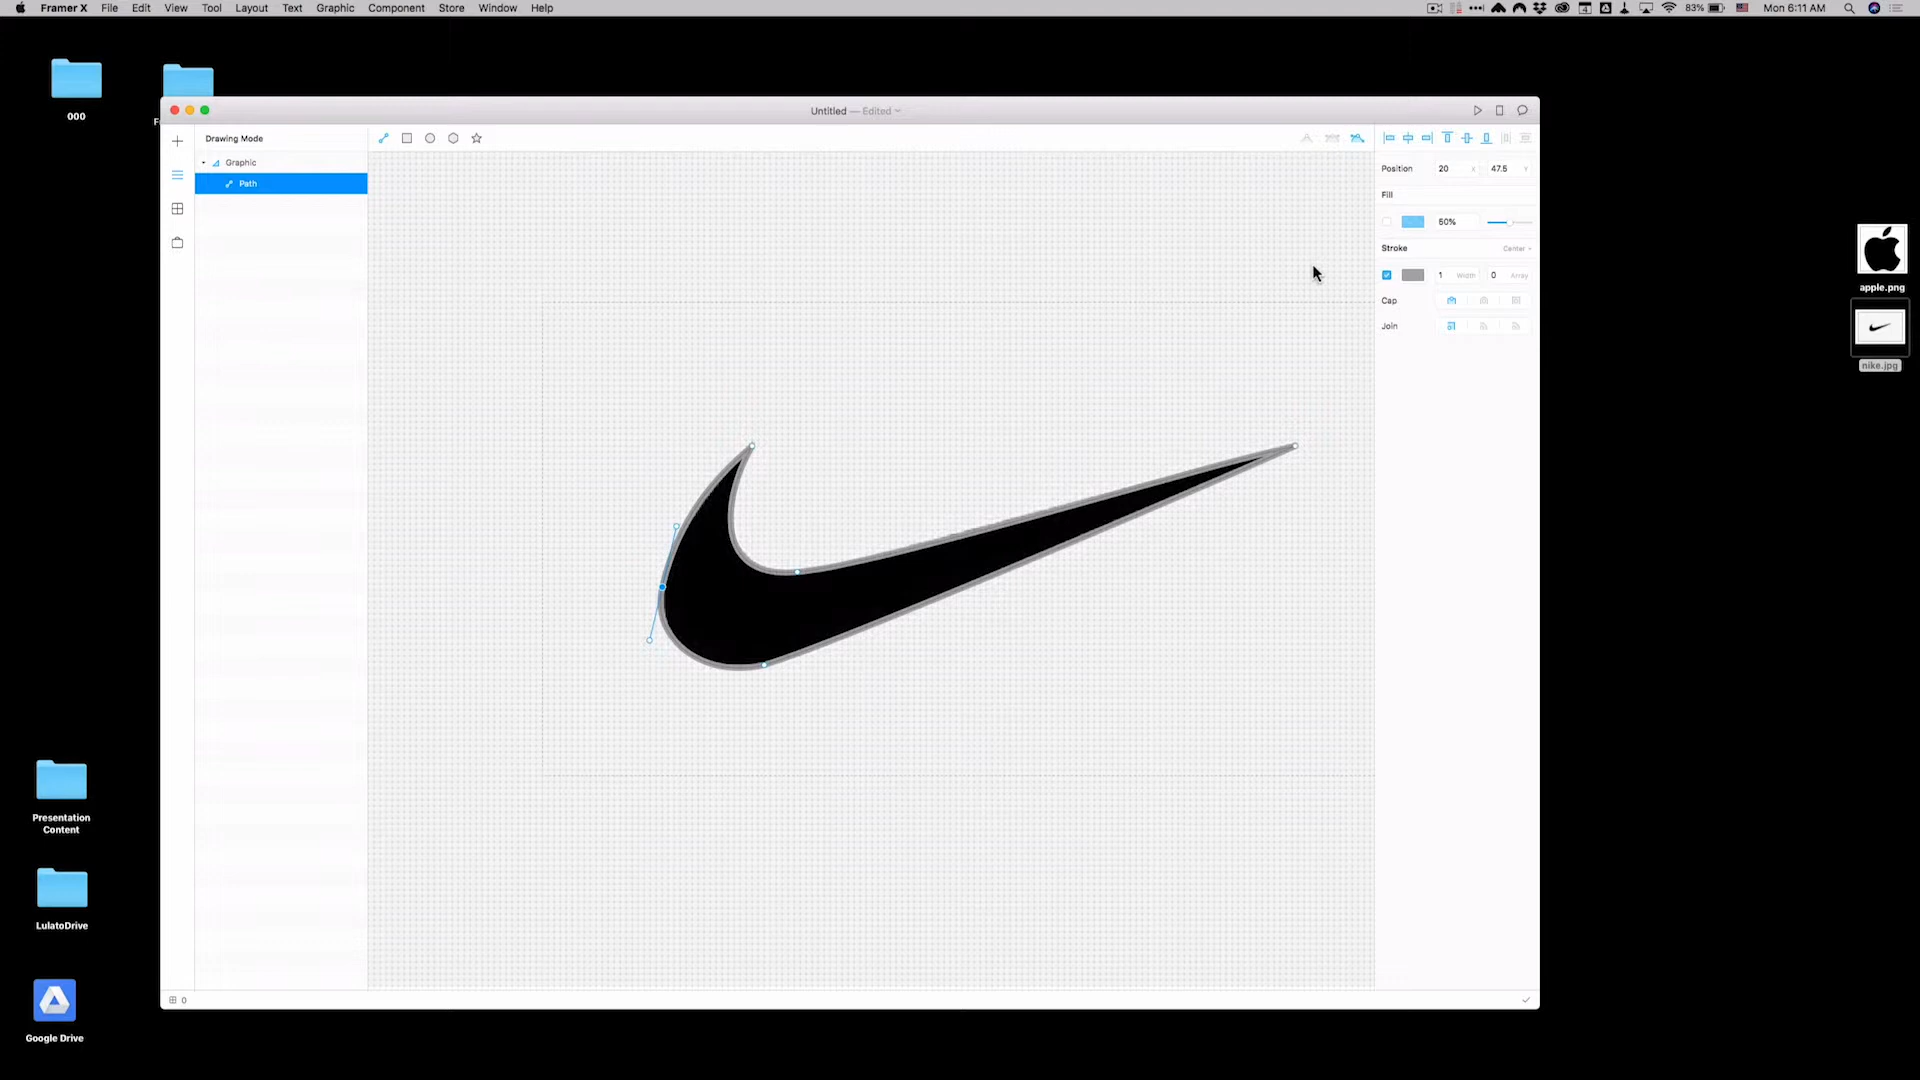 Framer X File Edit View Tool Layout Text Graphic Component Store Window Help
83% Mon 6:11 AM
000
F
Untitled — Edited
Drawing Mode
Graphic
Path
Position 20 X 47.5 Y
Fill
50%
Stroke Center
1 Width 0 Array
Cap
Join
0
apple.png
nike.jpg
Presentation
Content
LulatoDrive
Google Drive